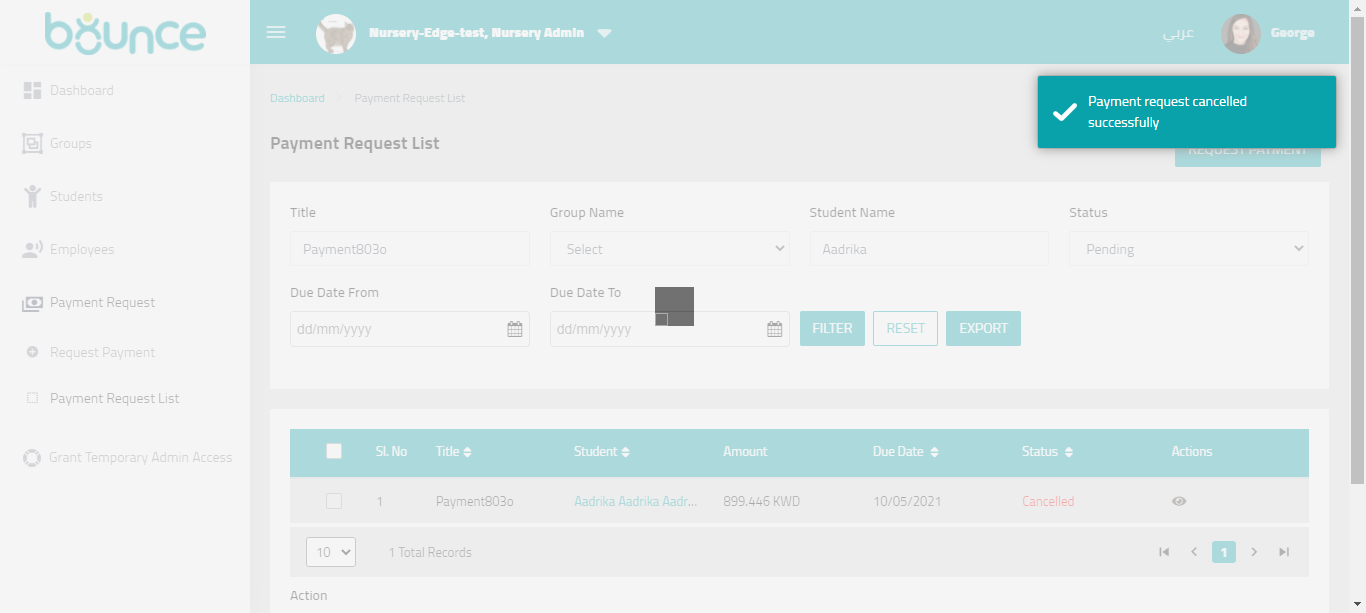 bounce
Nursery-Edge-test, Nursery Admin
عربي
George
Dashboard
Groups
Students
Employees
Payment Request
Request Payment
Payment Request List
Grant Temporary Admin Access
Dashboard
Payment Request List
Payment request cancelled
successfully
Payment Request List
REQUEST PAYMENT
Title
Group Name
Student Name
Status
Payment803o
Select
Aadrika
Pending
Due Date From
Due Date To
dd/mm/yyyy
dd/mm/yyyy
FILTER
RESET
EXPORT
Sl. No
Title
Student
Amount
Due Date
Status
Actions
1
Payment803o
Aadrika Aadrika Aadr...
899.446 KWD
10/05/2021
Cancelled
10
1 Total Records
1
Action